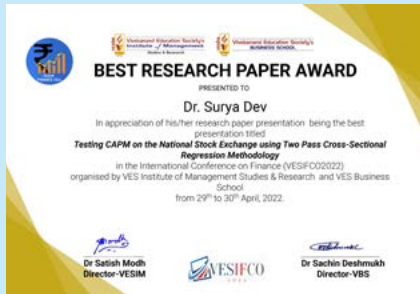 Vivekanand Education Society's
Institute of Management
Studies & Research
Vivekanand Education Society's
BUSINESS SCHOOL
BEST RESEARCH PAPER AWARD
PRESENTED TO
Dr. Surya Dev
In appreciation of his/her research paper presentation being the best
presentation titled
Testing CAPM on the National Stock Exchange using Two Pass Cross-Sectional
Regression Methodology
in the International Conference on Finance (VESIFCO2022)
organised by VES Institute of Management Studies & Research and VES Business
School
from 29th to 30th April, 2022.
Dr Satish Modh
Director-VESIM
VESIFCO
2022
Dr Sachin Deshmukh
Director-VBS